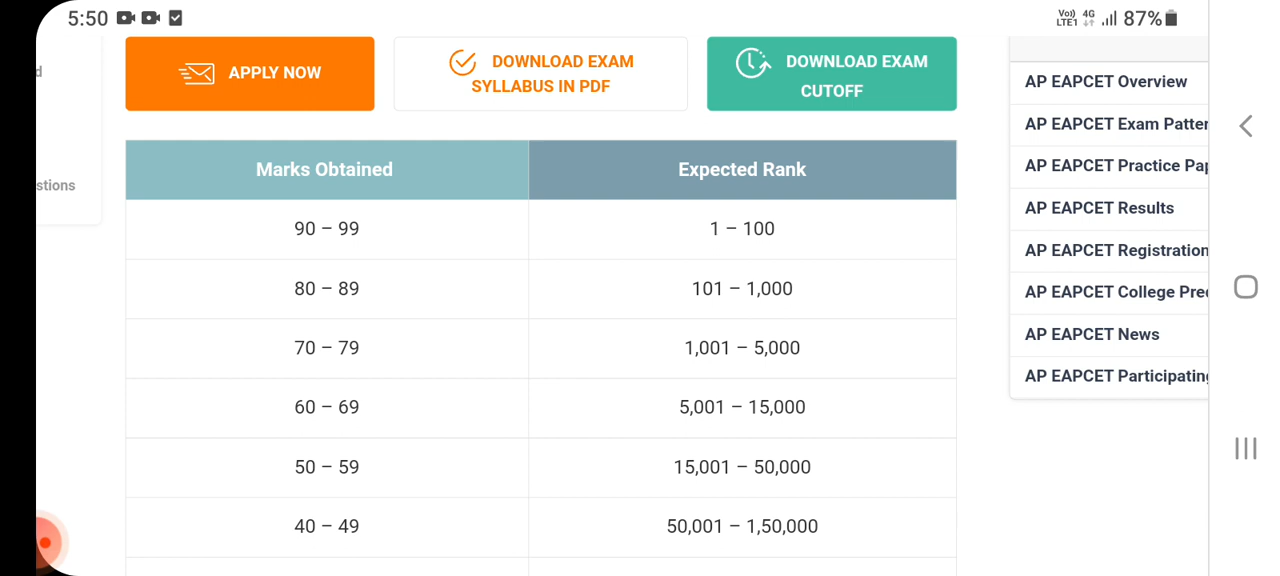 5:50
Vo)) 4G 87%
LTE1
d
stions
APPLY NOW
DOWNLOAD EXAM
SYLLABUS IN PDF
DOWNLOAD EXAM
CUTOFF
Marks Obtained Expected Rank
90 – 99 1 – 100
80 – 89 101 – 1,000
70 – 79 1,001 – 5,000
60 – 69 5,001 – 15,000
50 – 59 15,001 – 50,000
40 – 49 50,001 – 1,50,000
AP EAPCET Overview
AP EAPCET Exam Patter
AP EAPCET Practice Pap
AP EAPCET Results
AP EAPCET Registration
AP EAPCET College Pred
AP EAPCET News
AP EAPCET Participating